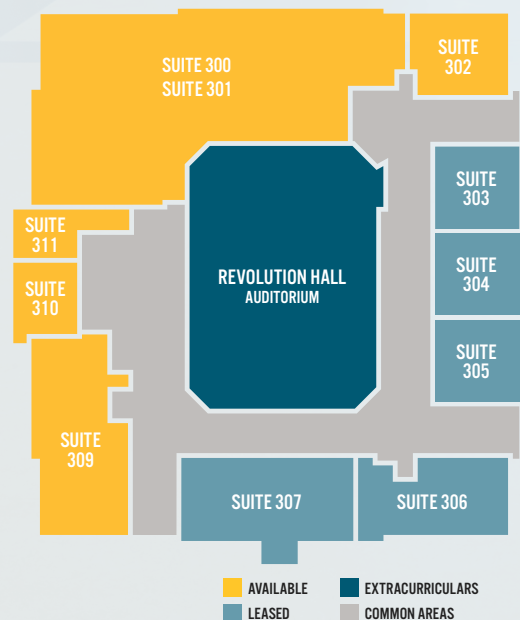 SUITE 300
SUITE 301
SUITE
302
SUITE
303
SUITE
311
REVOLUTION HALL
AUDITORIUM
SUITE
304
SUITE
310
SUITE
305
SUITE
309
SUITE 307
SUITE 306
AVAILABLE
EXTRACURRICULARS
LEASED
COMMON AREAS